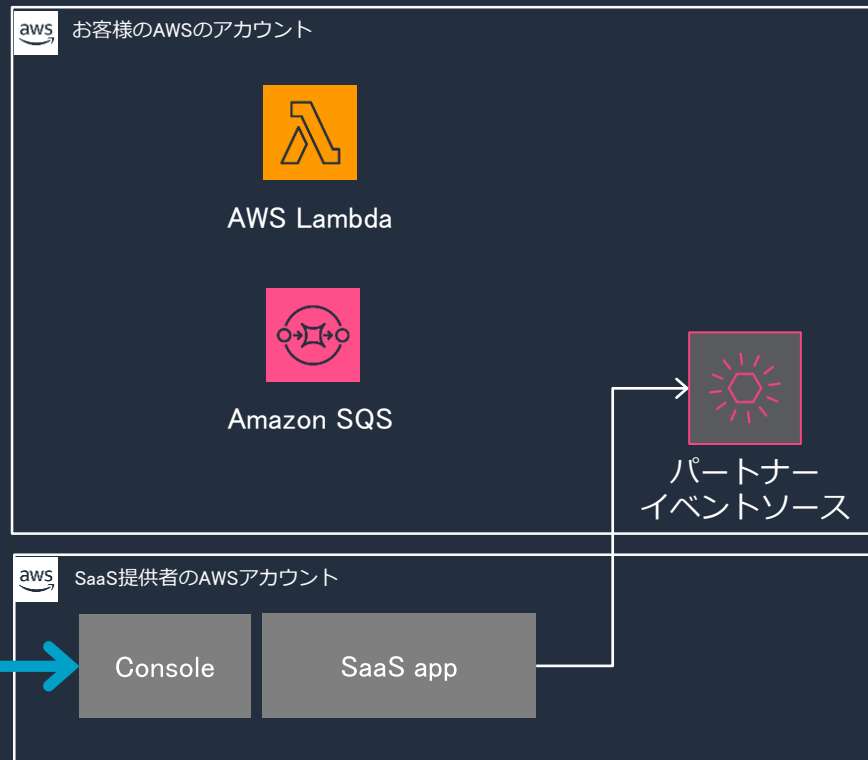 aws お客様のAWSのアカウント
AWS Lambda
Amazon SQS
パートナー
イベントソース
aws SaaS提供者のAWSアカウント
Console
SaaS app